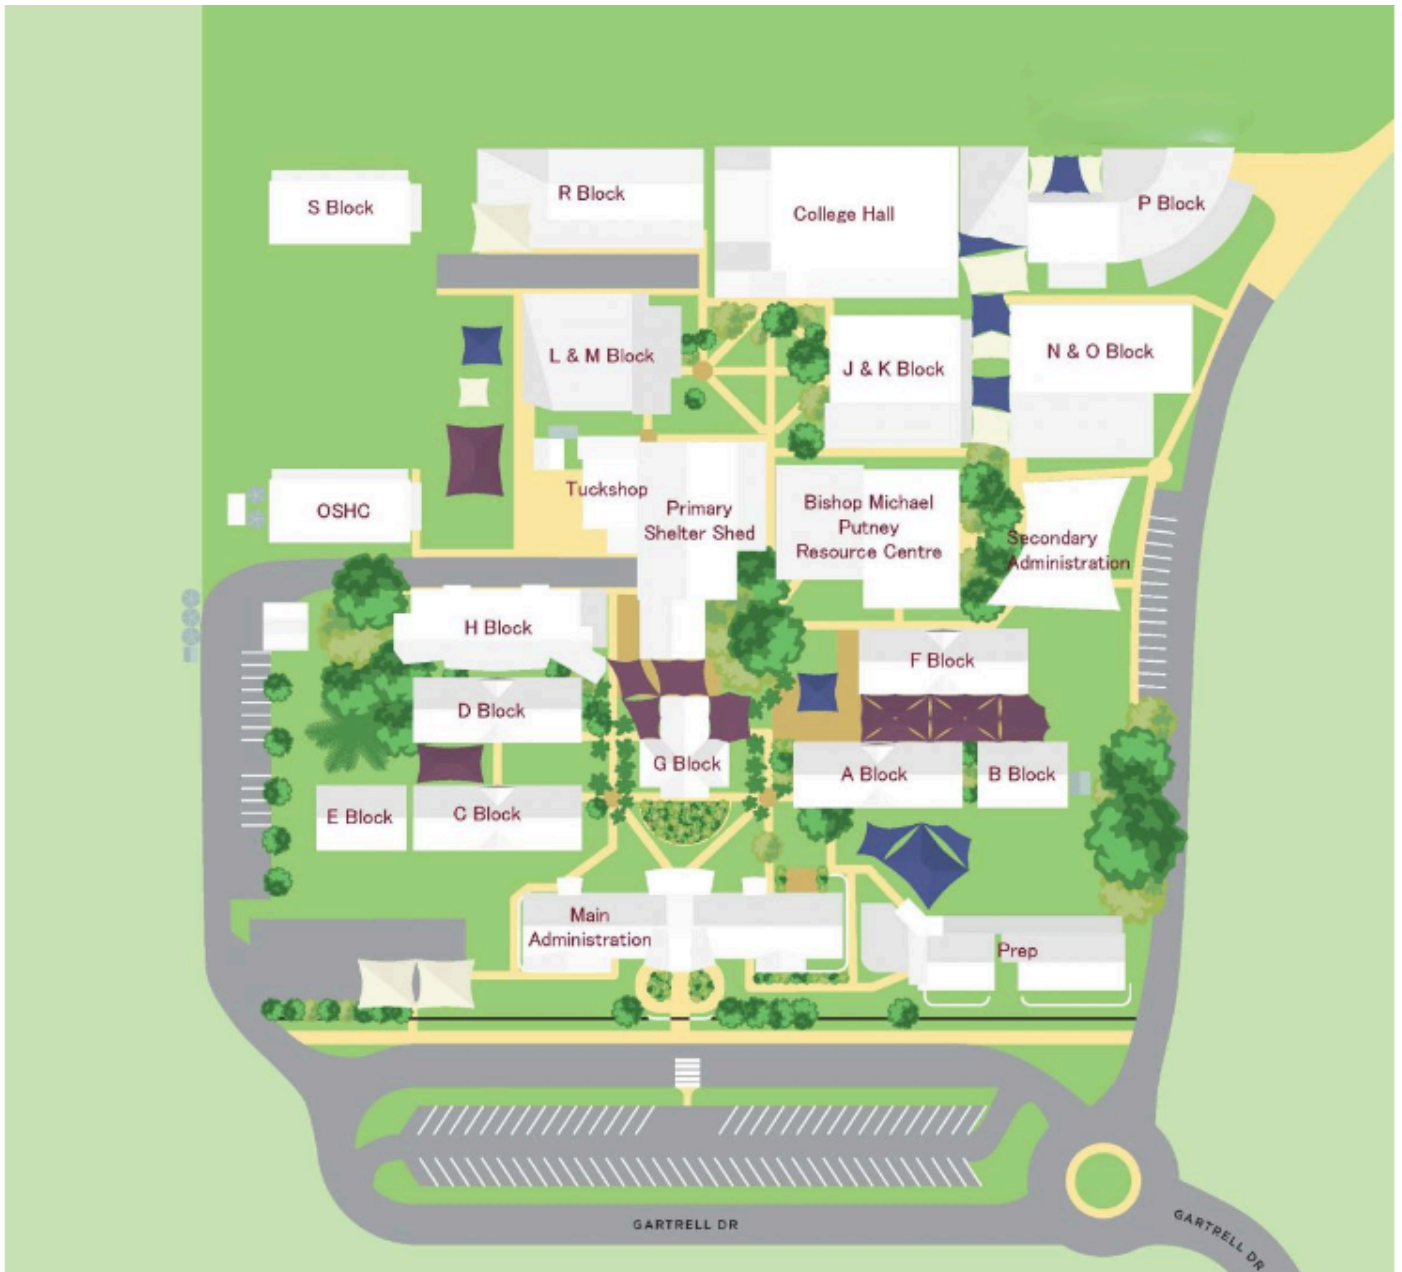 S Block
R Block
College Hall
P Block
L & M Block
J & K Block
N & O Block
OSHC
Tuckshop
Primary
Shelter Shed
Bishop Michael
Putney
Resource Centre
Secondary
Administration
H Block
F Block
D Block
G Block
A Block
B Block
E Block
C Block
Main
Administration
Prep
GARTRELL DR
GARTRELL DR